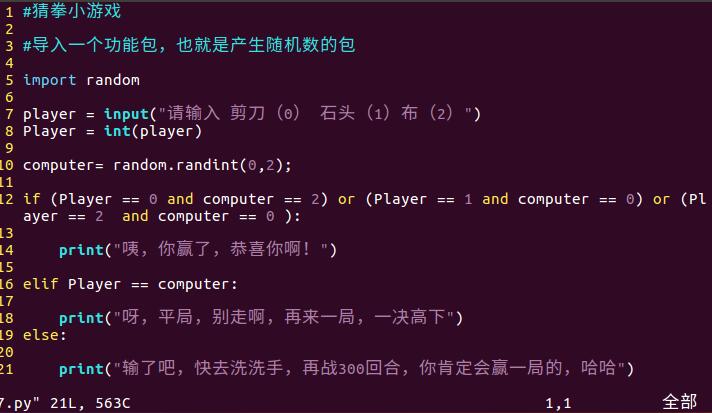 1 #猜拳小游戏
2
3 #导入一个功能包，也就是产生随机数的包
4
5 import random
6
7 player = input("请输入 剪刀（0） 石头（1）布（2）")
8 Player = int(player)
9
10 computer= random.randint(0,2);
11
12 if (Player == 0 and computer == 2) or (Player == 1 and computer == 0) or (Pl
ayer == 2  and computer == 0 ):
13
14     print("咦，你赢了，恭喜你啊！")
15
16 elif Player == computer:
17
18     print("呀，平局，别走啊，再来一局，一决高下")
19 else:
20
21     print("输了吧，快去洗洗手，再战300回合，你肯定会赢一局的，哈哈")
7.py" 21L, 563C 1,1 全部